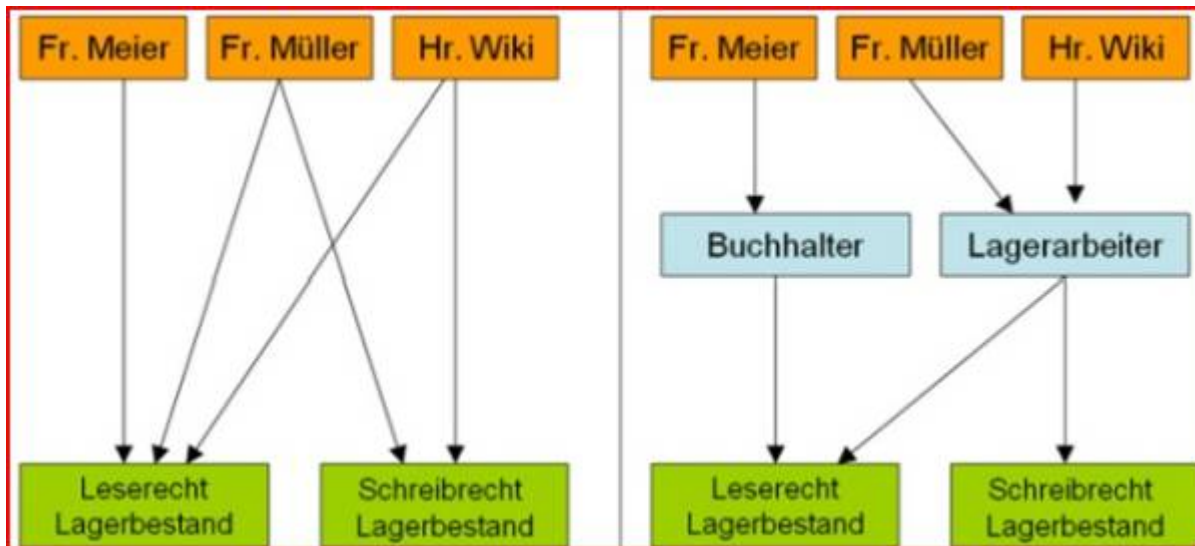 Fr. Meier
Fr. Müller
Hr. Wiki
Leserecht
Lagerbestand
Schreibrecht
Lagerbestand
Fr. Meier
Fr. Müller
Hr. Wiki
Buchhalter
Lagerarbeiter
Leserecht
Lagerbestand
Schreibrecht
Lagerbestand